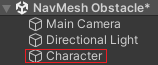 NavMesh Obstacle*
Main Camera
Directional Light
Character